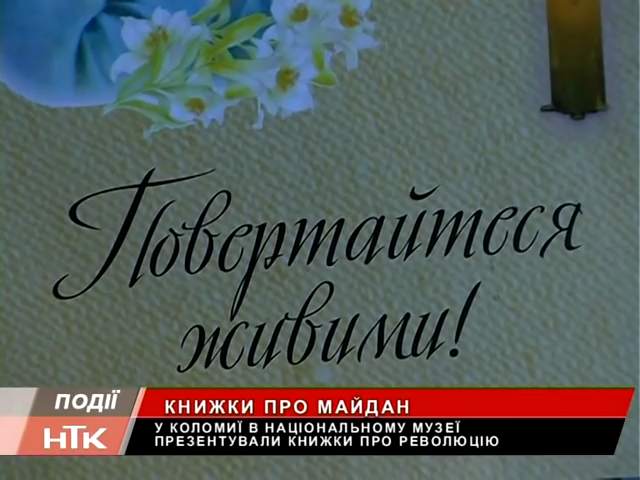 Повертайтеся
живими!
ПОДІЇ
КНИЖКИ ПРО МАЙДАН
НТК
У КОЛОМИЇ В НАЦІОНАЛЬНОМУ МУЗЕЇ
ПРЕЗЕНТУВАЛИ КНИЖКИ ПРО РЕВОЛЮЦІЮ